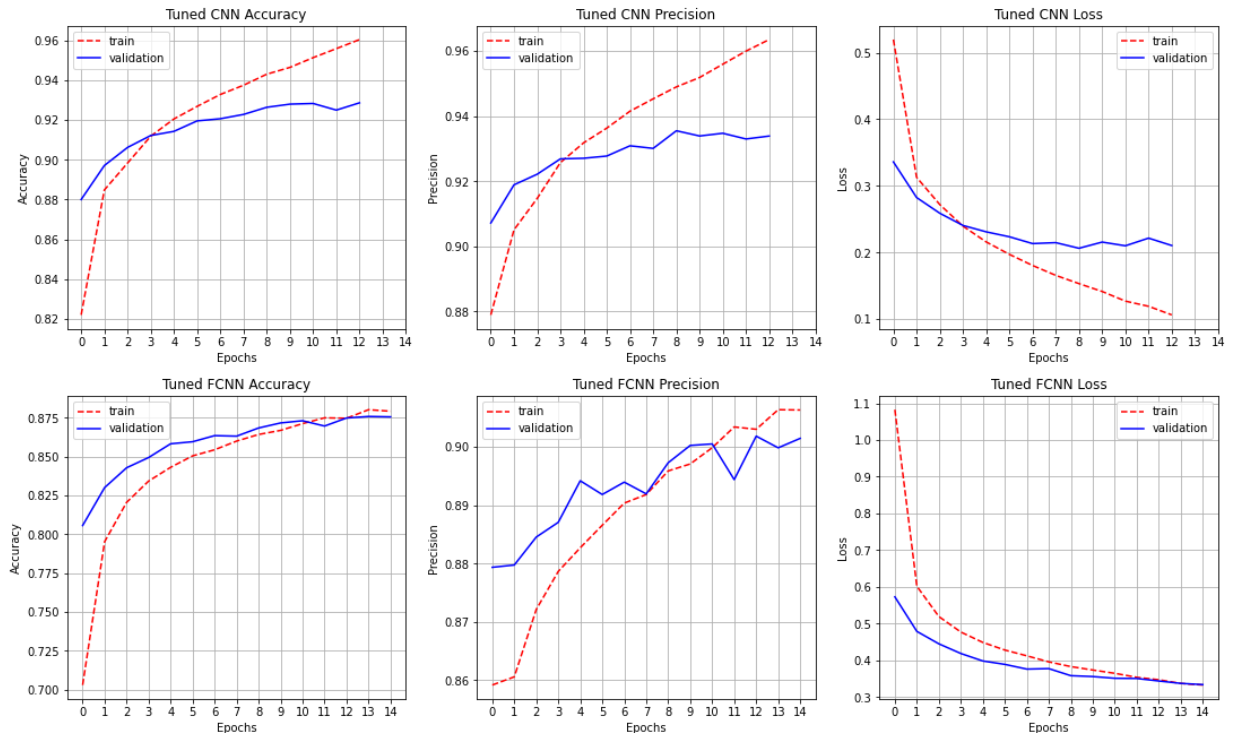 Tuned CNN Accuracy
train
validation
0.96
0.94
0.92
0.90
0.88
0.86
0.84
0.82
Accuracy
0 1 2 3 4 5 6 7 8 9 10 11 12 13 14
Epochs
Tuned CNN Precision
train
validation
0.96
0.94
0.92
0.90
0.88
Precision
0 1 2 3 4 5 6 7 8 9 10 11 12 13 14
Epochs
Tuned CNN Loss
train
validation
0.5
0.4
0.3
0.2
0.1
Loss
0 1 2 3 4 5 6 7 8 9 10 11 12 13 14
Epochs
Tuned FCNN Accuracy
train
validation
0.875
0.850
0.825
0.800
0.775
0.750
0.725
0.700
Accuracy
0 1 2 3 4 5 6 7 8 9 10 11 12 13 14
Epochs
Tuned FCNN Precision
train
validation
0.90
0.89
0.88
0.87
0.86
Precision
0 1 2 3 4 5 6 7 8 9 10 11 12 13 14
Epochs
Tuned FCNN Loss
train
validation
1.1
1.0
0.9
0.8
0.7
0.6
0.5
0.4
0.3
Loss
0 1 2 3 4 5 6 7 8 9 10 11 12 13 14
Epochs